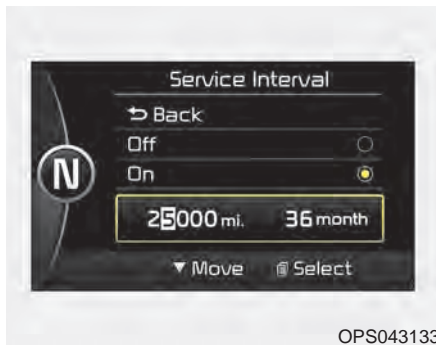 Service Interval
Back
Off
On
N
25000 mi. 36 month
Move Select
OPS043133